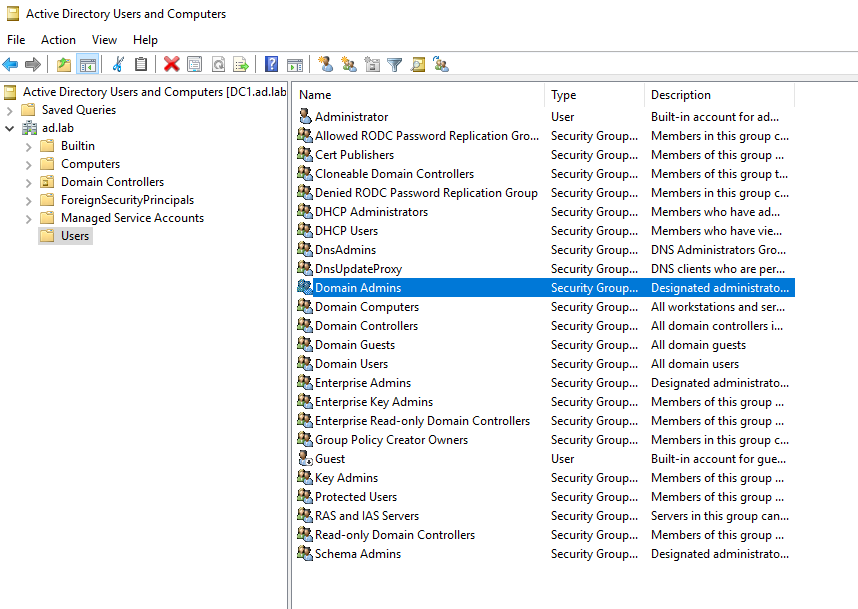 Active Directory Users and Computers
File Action View Help
Active Directory Users and Computers [DC1.ad.lab
Saved Queries
ad.lab
Builtin
Computers
Domain Controllers
ForeignSecurityPrincipals
Managed Service Accounts
Users
Name Type Description
Administrator User Built-in account for ad...
Allowed RODC Password Replication Gro... Security Group... Members in this group c...
Cert Publishers Security Group... Members of this group ...
Cloneable Domain Controllers Security Group... Members of this group t...
Denied RODC Password Replication Group Security Group... Members in this group c...
DHCP Administrators Security Group... Members who have ad...
DHCP Users Security Group... Members who have vie...
DnsAdmins Security Group... DNS Administrators Gro...
DnsUpdateProxy Security Group... DNS clients who are per...
Domain Admins Security Group... Designated administrato...
Domain Computers Security Group... All workstations and ser...
Domain Controllers Security Group... All domain controllers i...
Domain Guests Security Group... All domain guests
Domain Users Security Group... All domain users
Enterprise Admins Security Group... Designated administrato...
Enterprise Key Admins Security Group... Members of this group ...
Enterprise Read-only Domain Controllers Security Group... Members of this group ...
Group Policy Creator Owners Security Group... Members in this group c...
Guest User Built-in account for gue...
Key Admins Security Group... Members of this group ...
Protected Users Security Group... Members of this group ...
RAS and IAS Servers Security Group... Servers in this group can...
Read-only Domain Controllers Security Group... Members of this group ...
Schema Admins Security Group... Designated administrato...